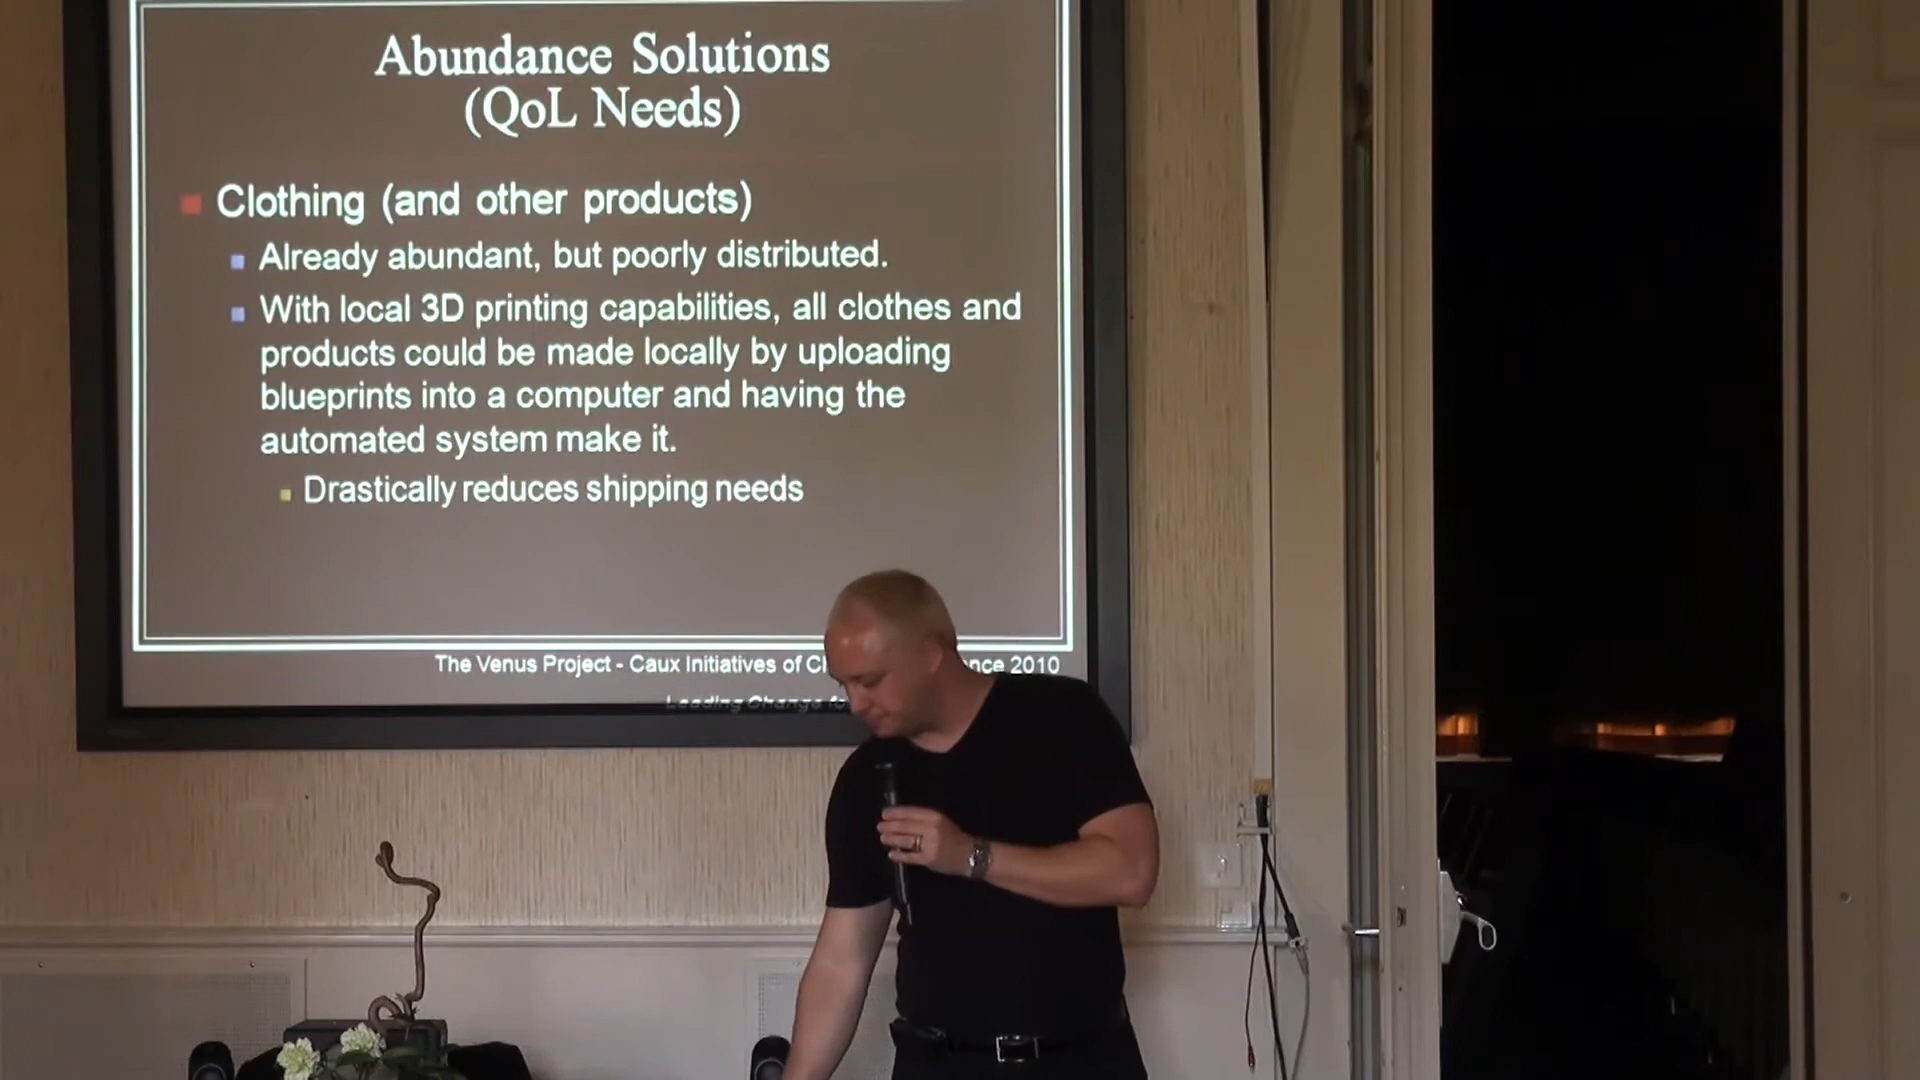 Abundance Solutions
(QoL Needs)
Clothing (and other products)
Already abundant, but poorly distributed.
With local 3D printing capabilities, all clothes and
products could be made locally by uploading
blueprints into a computer and having the
automated system make it.
Drastically reduces shipping needs
The Venus Project - Caux Initiatives of 2010
Leading Change